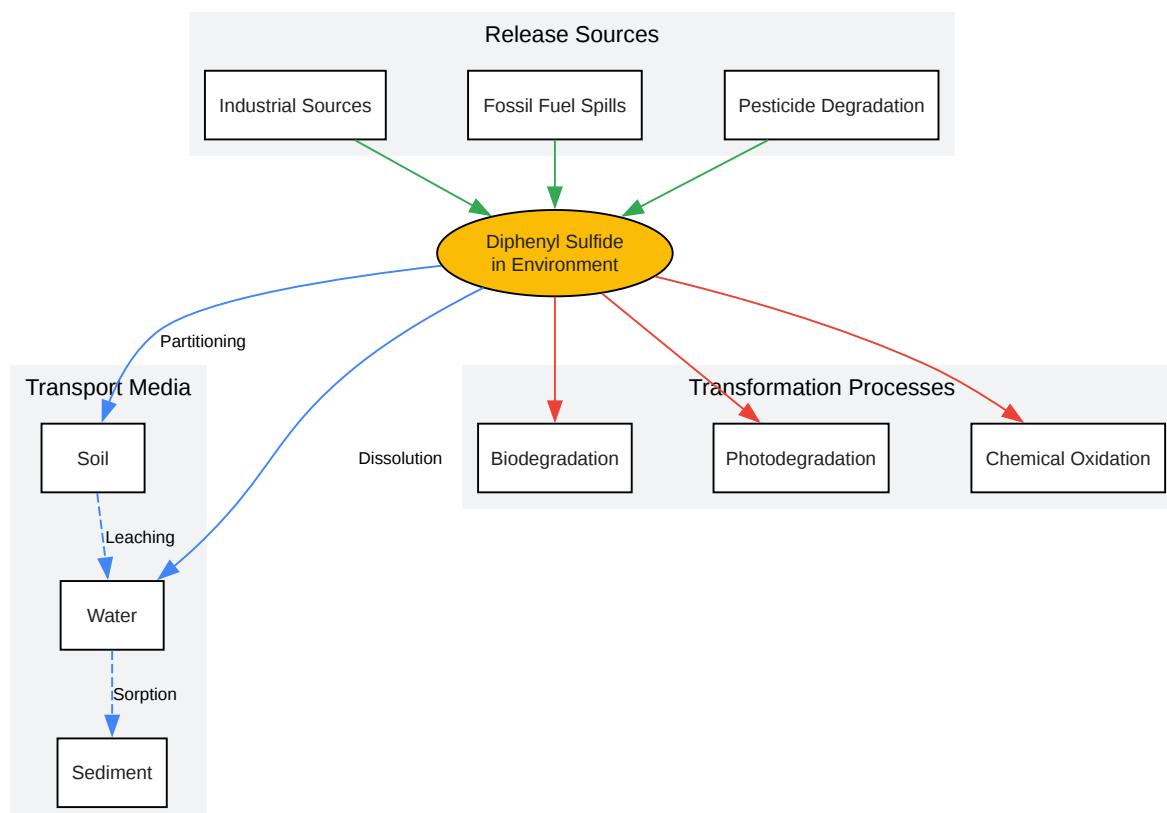 Release Sources
Industrial Sources
Fossil Fuel Spills
Pesticide Degradation
Diphenyl Sulfide
in Environment
Partitioning
Transport Media
Transformation Processes
Soil
Dissolution
Biodegradation
Photodegradation
Chemical Oxidation
Leaching
Water
Sorption
Sediment